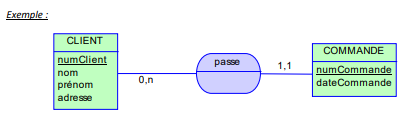 Exemple :
CLIENT
numClient
nom
prénom
adresse
0,n
passe
1,1
COMMANDE
numCommande
dateCommande